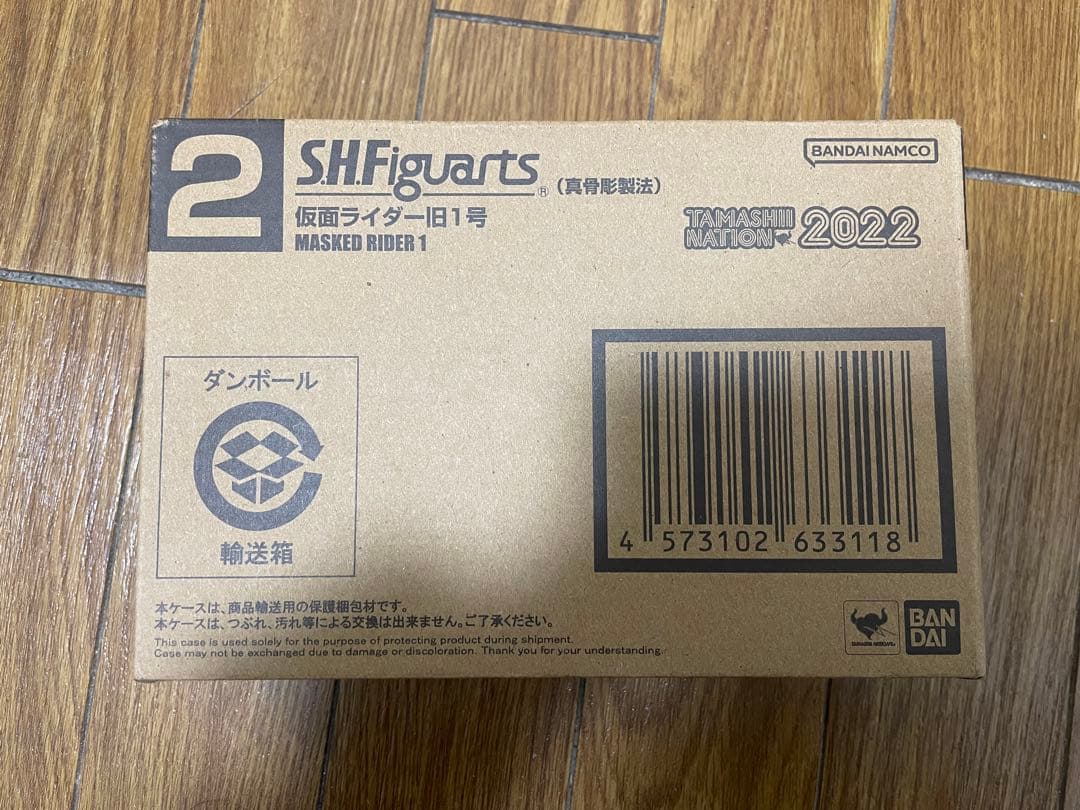 2
S.H.Figuarts®（真骨彫製法）
仮面ライダー旧1号
MASKED RIDER 1
BANDAI NAMCO
TAMASHII
NATION 2022
ダンボール
輸送箱
4 573102 633118
本ケースは、商品輸送用の保護梱包材です。
本ケースは、つぶれ、汚れ等による交換は出来ません。ご了承ください。
This case is used solely for the purpose of protecting product during shipment.
Case may not be exchanged due to damage or discoloration. Thank you for your understanding.
TAMASHII NATIONS
BAN
DAI